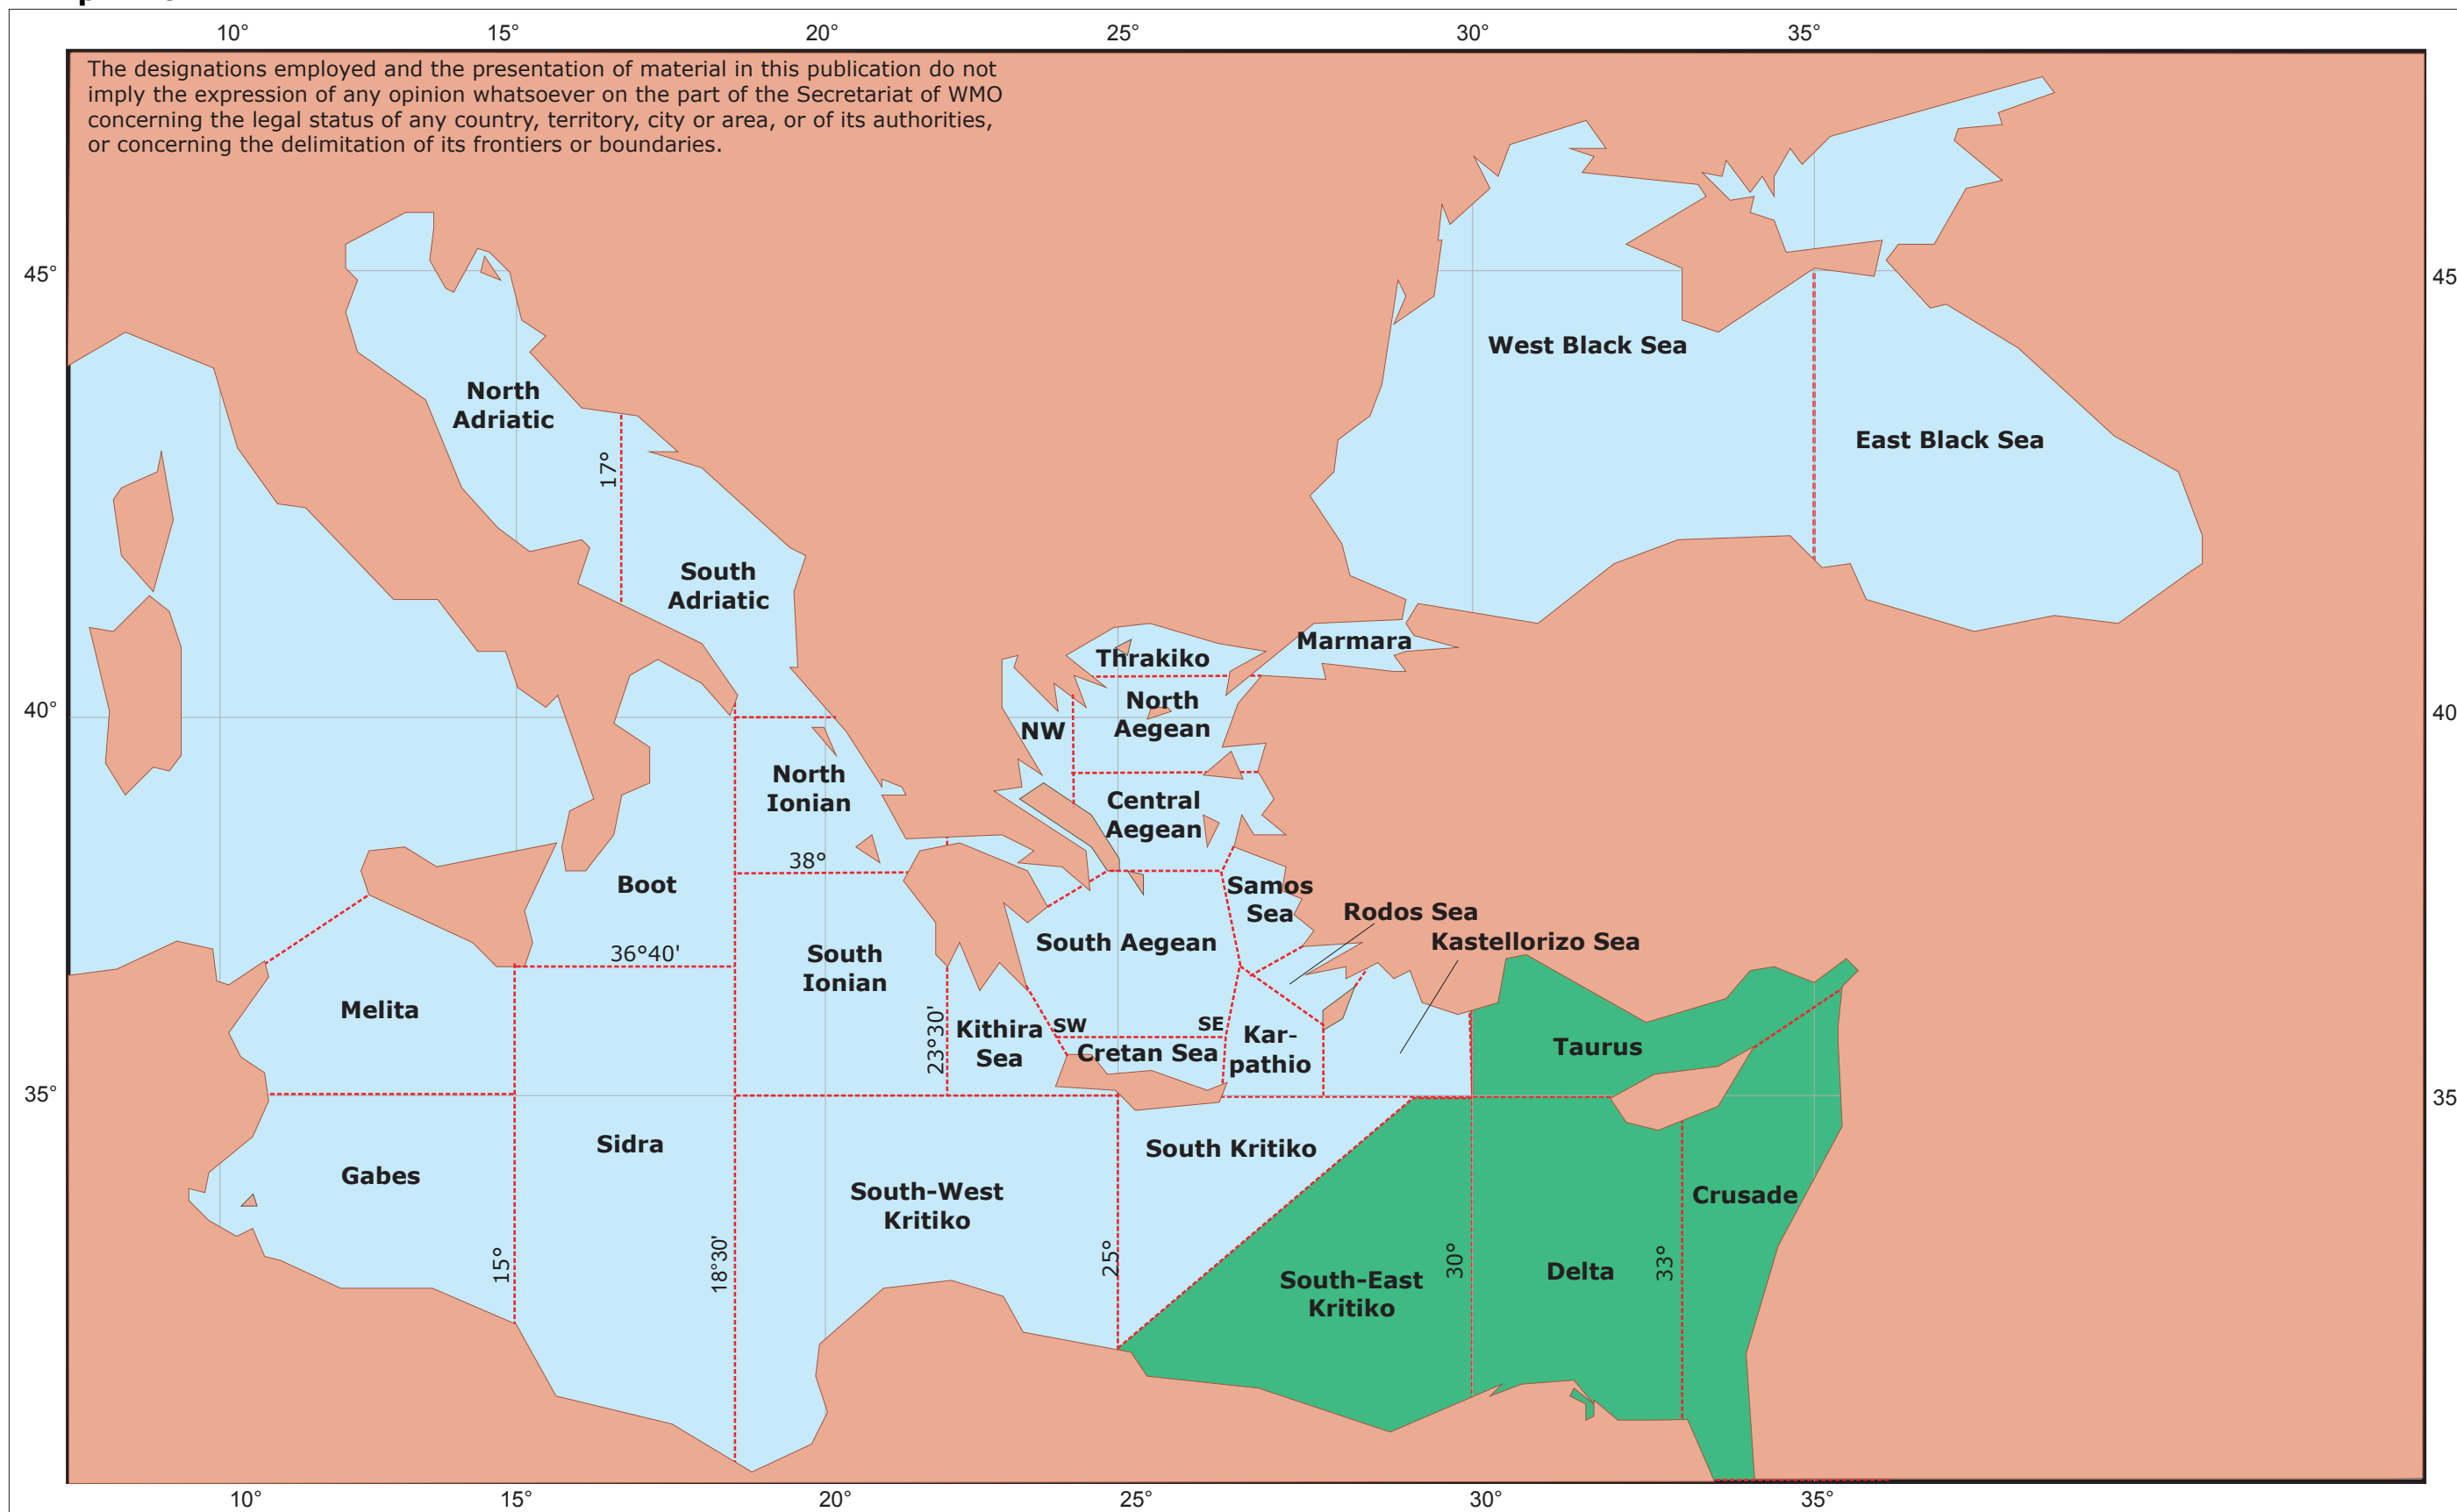 10° 15° 20° 25° 30° 35°
The designations employed and the presentation of material in this publication do not
imply the expression of any opinion whatsoever on the part of the Secretariat of WMO
concerning the legal status of any country, territory, city or area, or of its authorities,
or concerning the delimitation of its frontiers or boundaries.
45°
45
West Black Sea
North
Adriatic
East Black Sea
17°
South
Adriatic
Marmara
Thrakiko
40°
40
North
Aegean
NW
North
Ionian
Central
Aegean
38°
Boot
Samos
Sea
Rodos Sea
Kastellorizo Sea
South Aegean
36°40'
South
Ionian
Melita
23°30'
Kithira
Sea
SW
SE
Kar-
pathio
Cretan Sea
Taurus
35°
35
Sidra
South Kritiko
Gabes
South-West
Kritiko
Crusade
15°
18°30'
25°
30°
33°
South-East
Kritiko
Delta
10° 15° 20° 25° 30° 35°